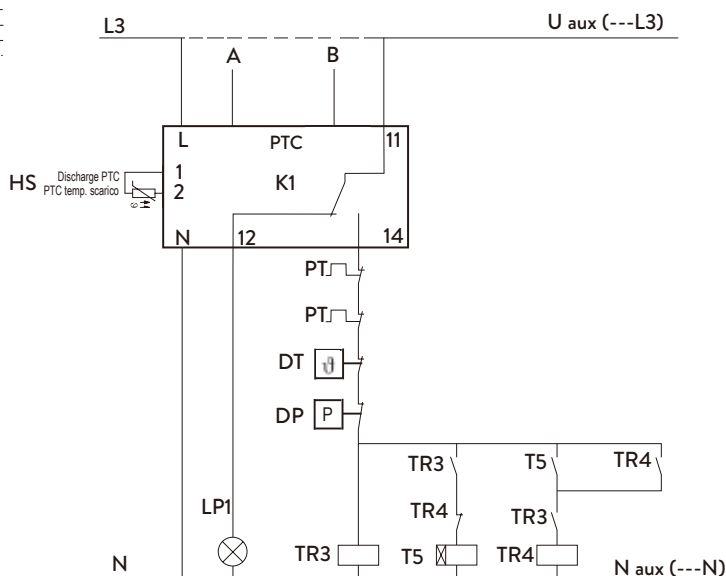 L3
U aux (---L3)
A
B
L
PTC
11
1
HS
Discharge PTC
PTC temp. scarico
2
K1
ϑ
N
12
14
PT
PT
DT
ϑ
DP
P
TR3
T5
TR4
TR4
TR3
LP1
TR3
T5
TR4
N
N aux (---N)